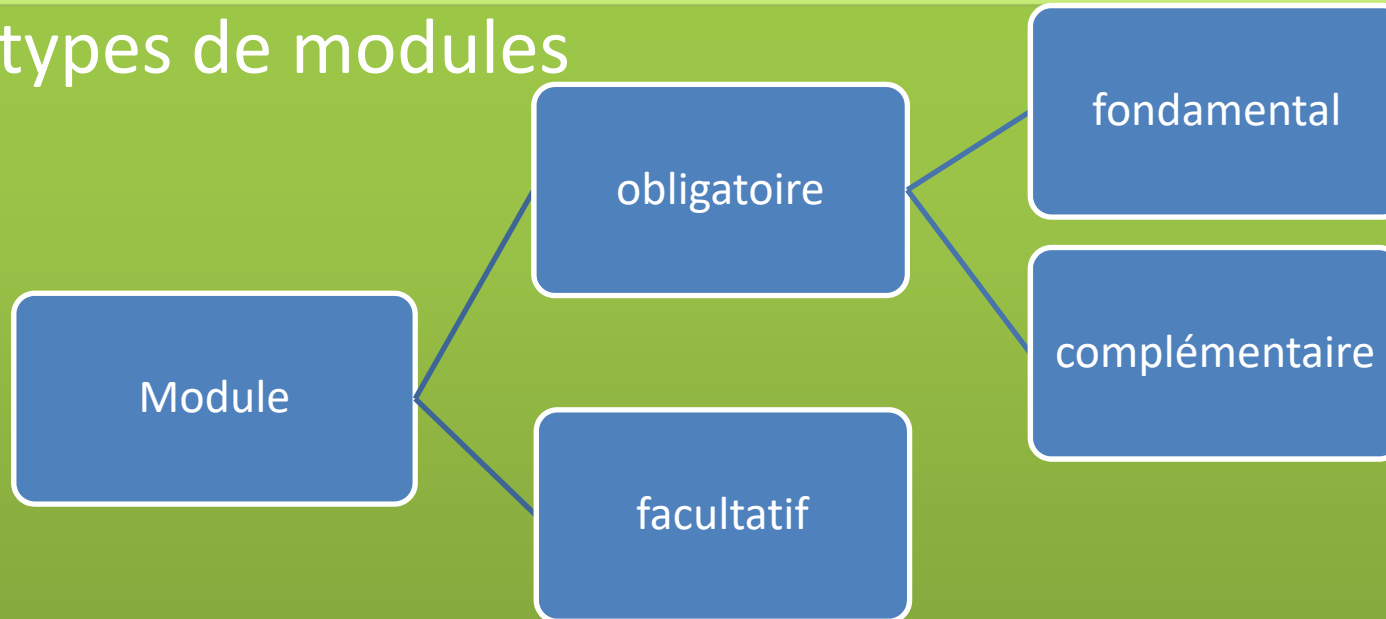 types de modules
fondamental
obligatoire
complémentaire
Module
facultatif